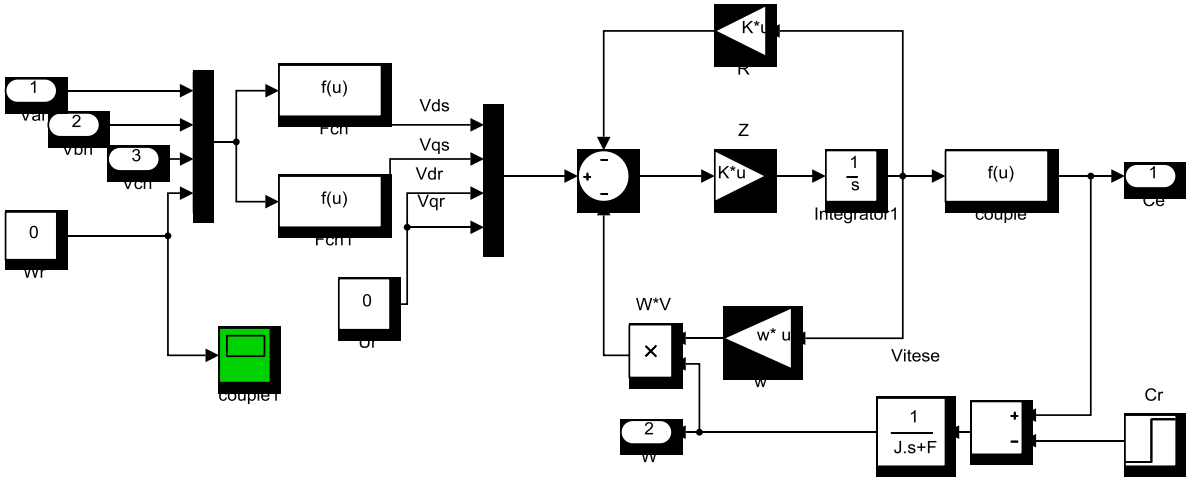 K*u
R
1
Van
f(u)
Fcn
Vds
2
Vbn
Z
Vqs
3
Vcn
Vdr
K*u
1
s
Integrator1
f(u)
couple
1
Ce
f(u)
Fcn1
Vqr
0
Wr
0
Ur
W*V
×
w* u
w
couple1
Vitese
Cr
2
W
1
J.s+F
+
−
−
+
−